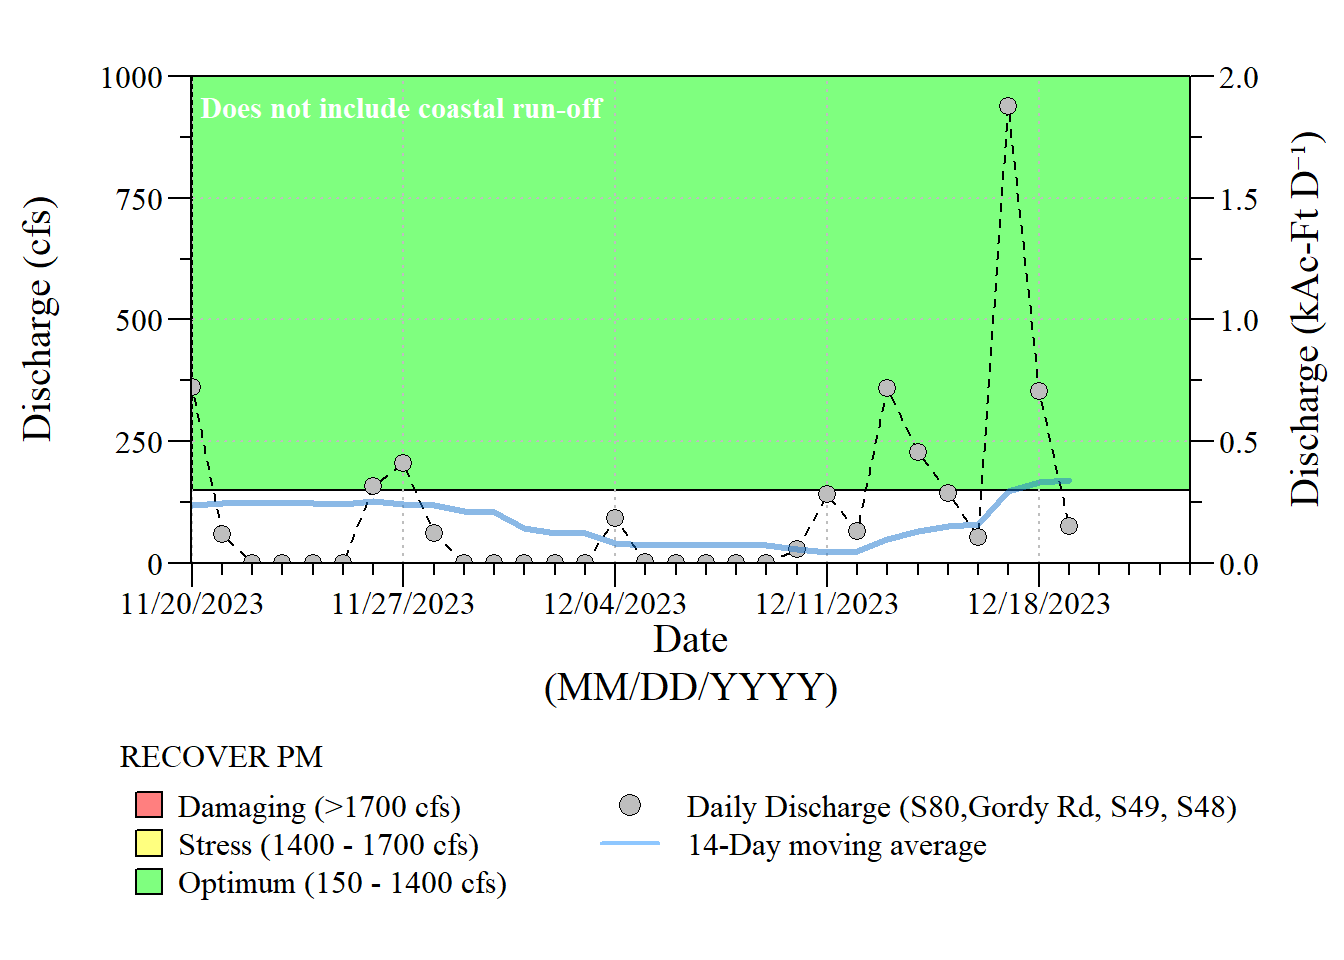 Does not include coastal run-off
1000
750
500
250
0
2.0
1.5
1.0
0.5
0.0
Discharge (cfs)
Discharge (kAc-Ft D⁻¹)
11/20/2023 11/27/2023 12/04/2023 12/11/2023 12/18/2023
Date
(MM/DD/YYYY)
RECOVER PM
Damaging (>1700 cfs)
Stress (1400 - 1700 cfs)
Optimum (150 - 1400 cfs)
Daily Discharge (S80,Gordy Rd, S49, S48)
14-Day moving average